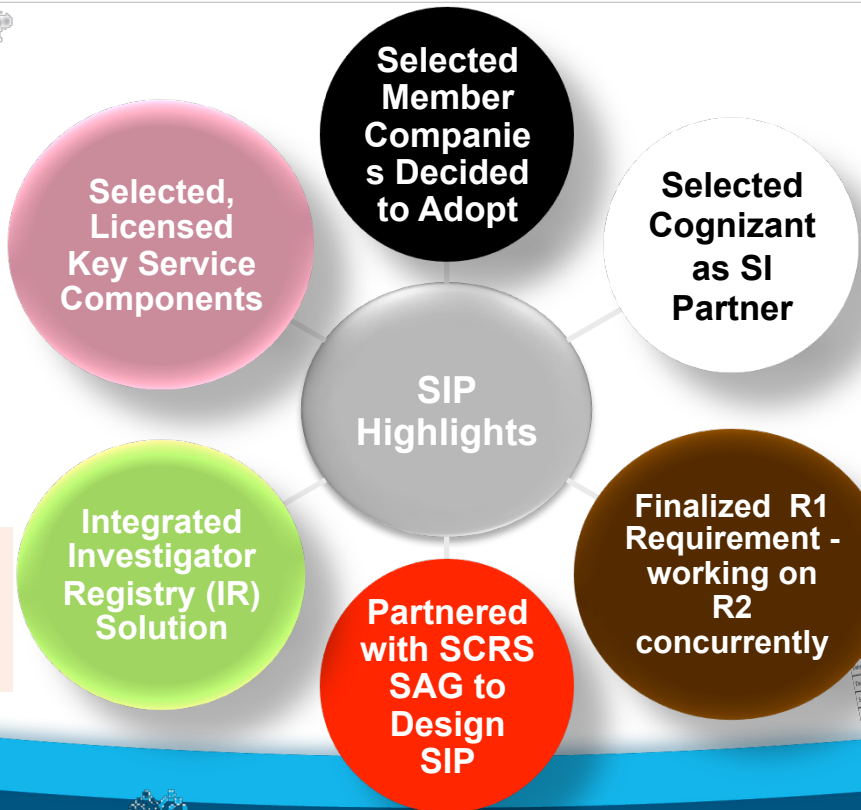 Selected
Member
Companie
s Decided
to Adopt
Selected
Cognizant
as SI
Partner
Finalized R1
Requirement -
working on
R2
concurrently
Partnered
with SCRS
SAG to
Design
SIP
Integrated
Investigator
Registry (IR)
Solution
Selected,
Licensed
Key Service
Components
SIP
Highlights